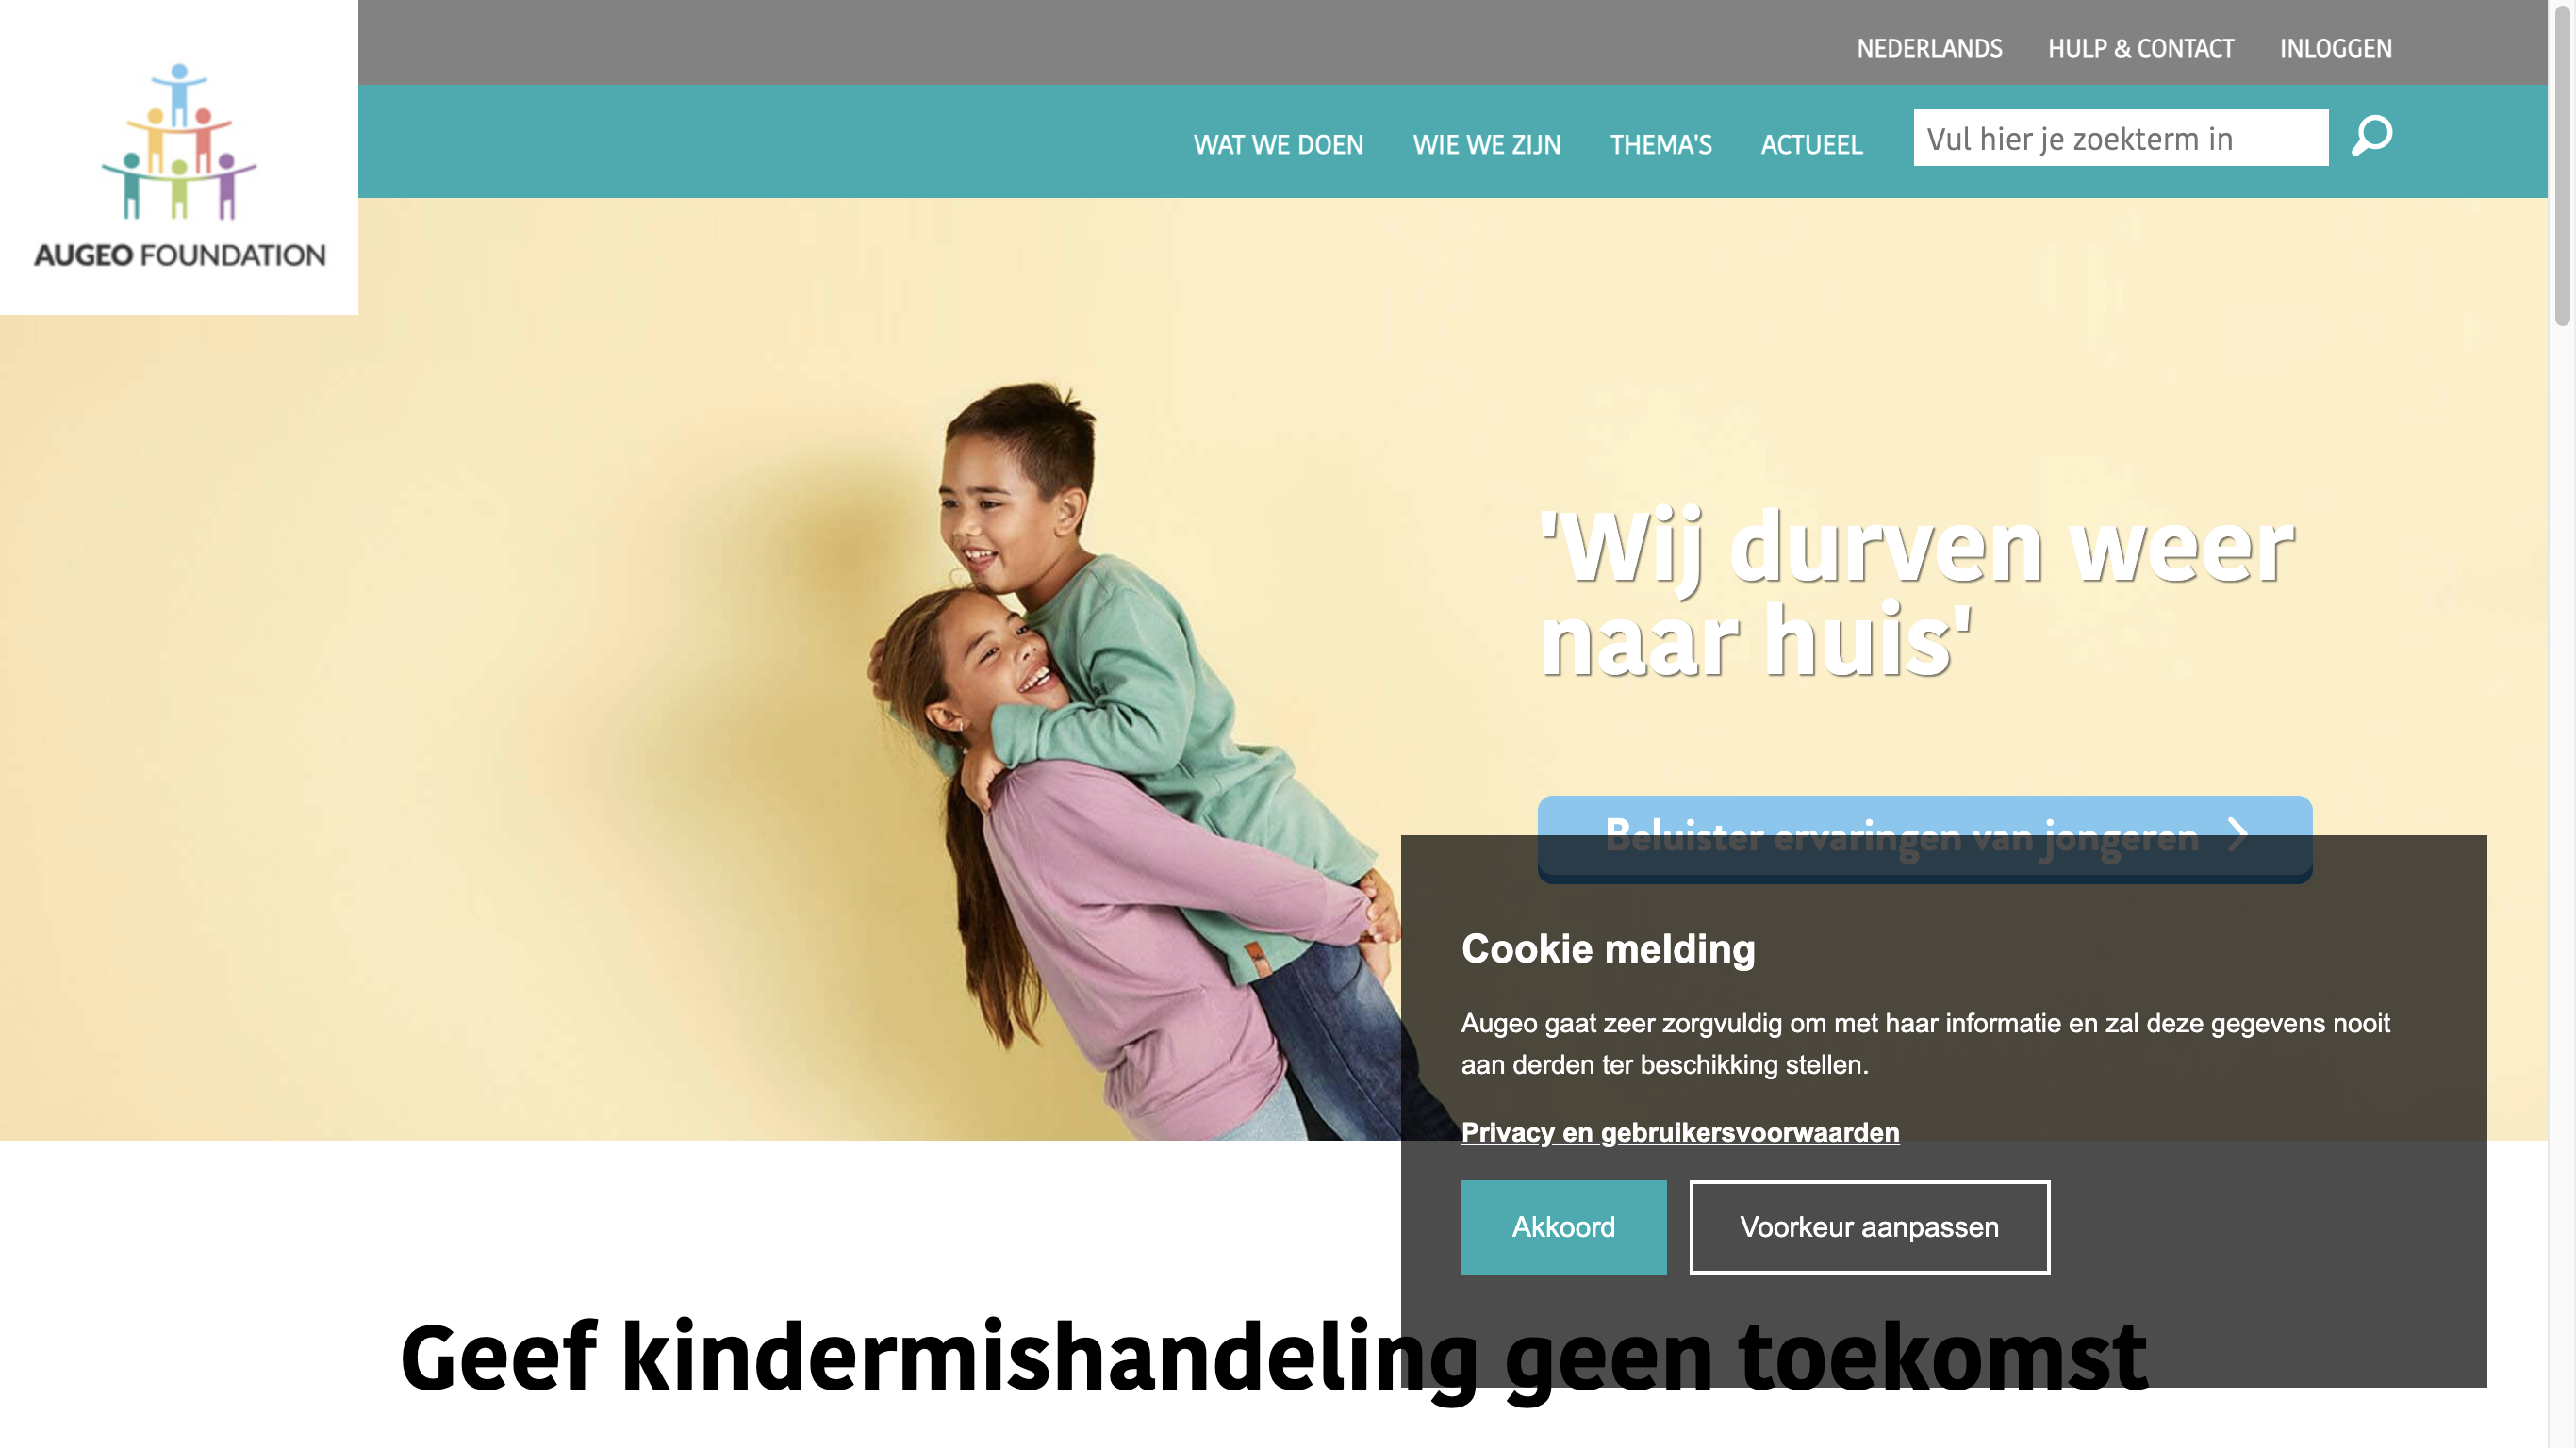 NEDERLANDS HULP & CONTACT INLOGGEN
WAT WE DOEN WIE WE ZIJN THEMA'S ACTUEEL Vul hier je zoekterm in
AUGEO FOUNDATION
'Wij durven weer
naar huis'
Beluister ervaringen van jongeren
Cookie melding
Augeo gaat zeer zorgvuldig om met haar informatie en zal deze gegevens nooit
aan derden ter beschikking stellen.
Privacy en gebruikersvoorwaarden
Akkoord Voorkeur aanpassen
Geef kindermishandeling geen toekomst